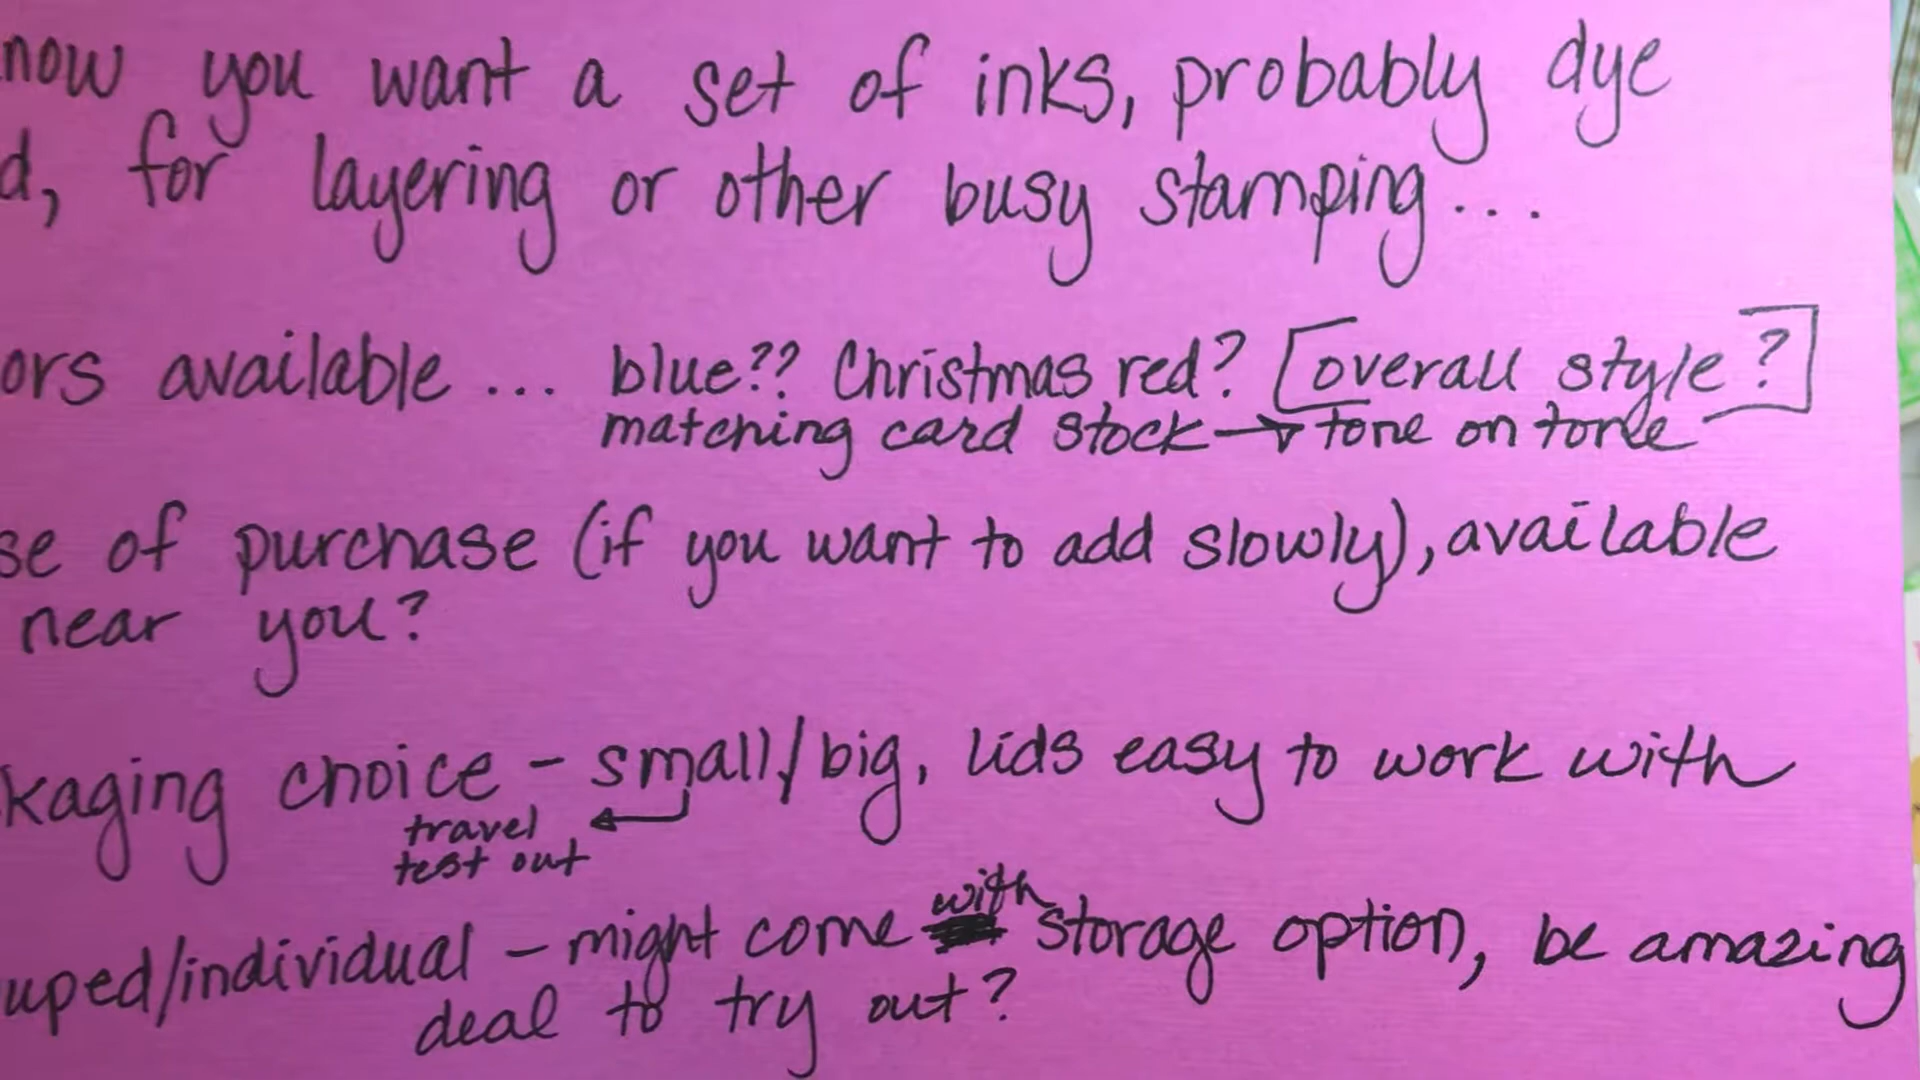 now you want a set of inks, probably dye
d, for layering or other busy stamping...
ors available ... blue?? Christmas red? [overall style?]
matching card stock → tone on tone
se of purchase (if you want to add slowly), available
near you?
kaging choice - small/big, lids easy to work with
travel ←
test out
uped/individual - might come with storage option, be amazing
deal to try out?